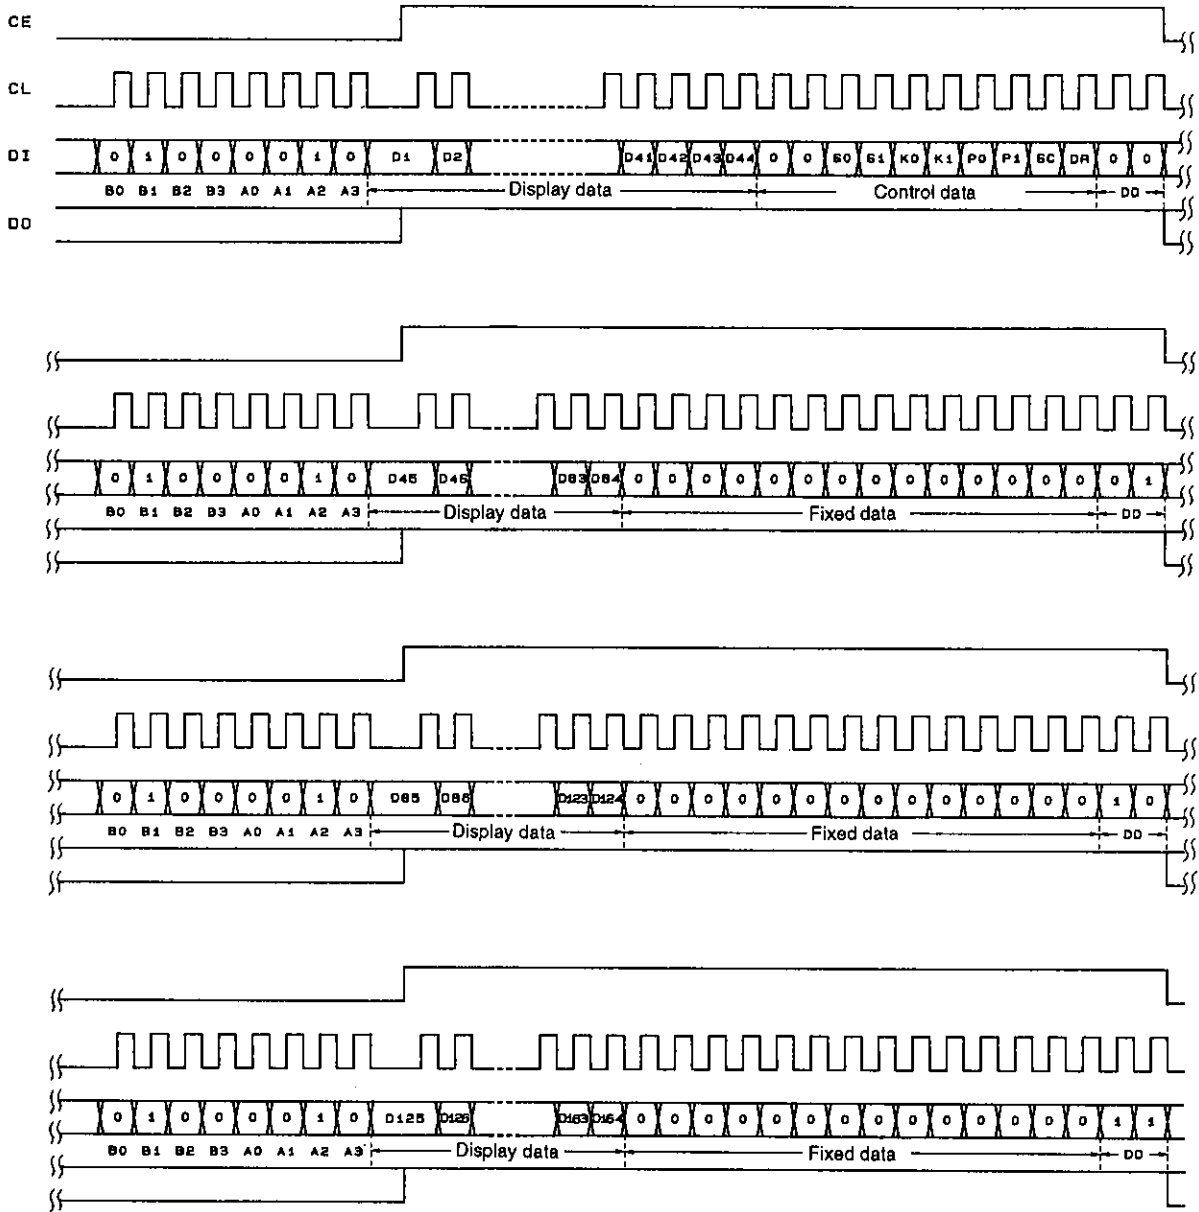 CE
CL
DI 0 1 0 0 0 0 1 0 D1 D2 D41 D42 D43 D44 0 0 S0 S1 K0 K1 P0 P1 SC DR 0 0
B0 B1 B2 B3 A0 A1 A2 A3 Display data Control data DD
DO
0 1 0 0 0 0 1 0 D45 D46 D83 D84 0 0 0 0 0 0 0 0 0 0 0 0 0 0 0 1
B0 B1 B2 B3 A0 A1 A2 A3 Display data Fixed data DD
0 1 0 0 0 0 1 0 D85 D86 D123 D124 0 0 0 0 0 0 0 0 0 0 0 0 0 0 1 0
B0 B1 B2 B3 A0 A1 A2 A3 Display data Fixed data DD
0 1 0 0 0 0 1 0 D125 D126 D163 D164 0 0 0 0 0 0 0 0 0 0 0 0 0 0 1 1
B0 B1 B2 B3 A0 A1 A2 A3 Display data Fixed data DD